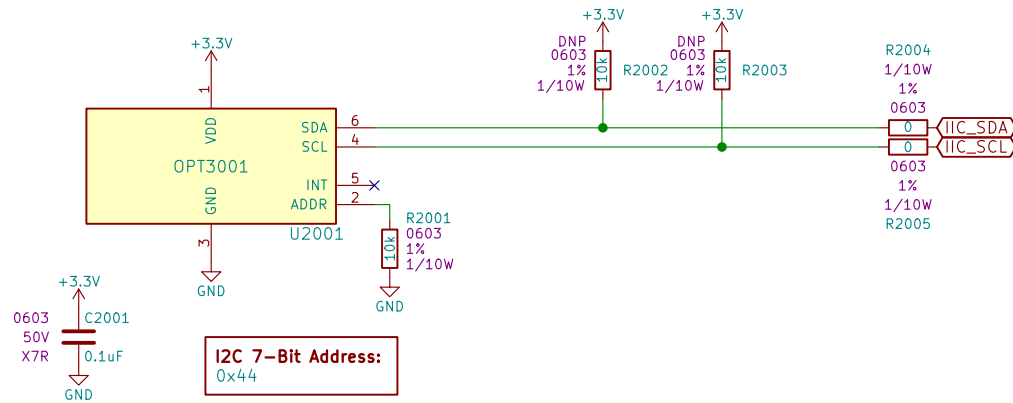 +3.3V
1
VDD
OPT3001
GND
3
GND
SDA
6
SCL
4
INT
5
ADDR
2
U2001
R2001
0603
1%
1/10W
10k
GND
+3.3V
DNP
0603
1%
1/10W
10k
R2002
+3.3V
DNP
0603
1%
1/10W
10k
R2003
R2004
1/10W
1%
0603
0
IIC_SDA
0
IIC_SCL
0603
1%
1/10W
R2005
+3.3V
0603
50V
X7R
C2001
0.1uF
GND
I2C 7-Bit Address:
0x44